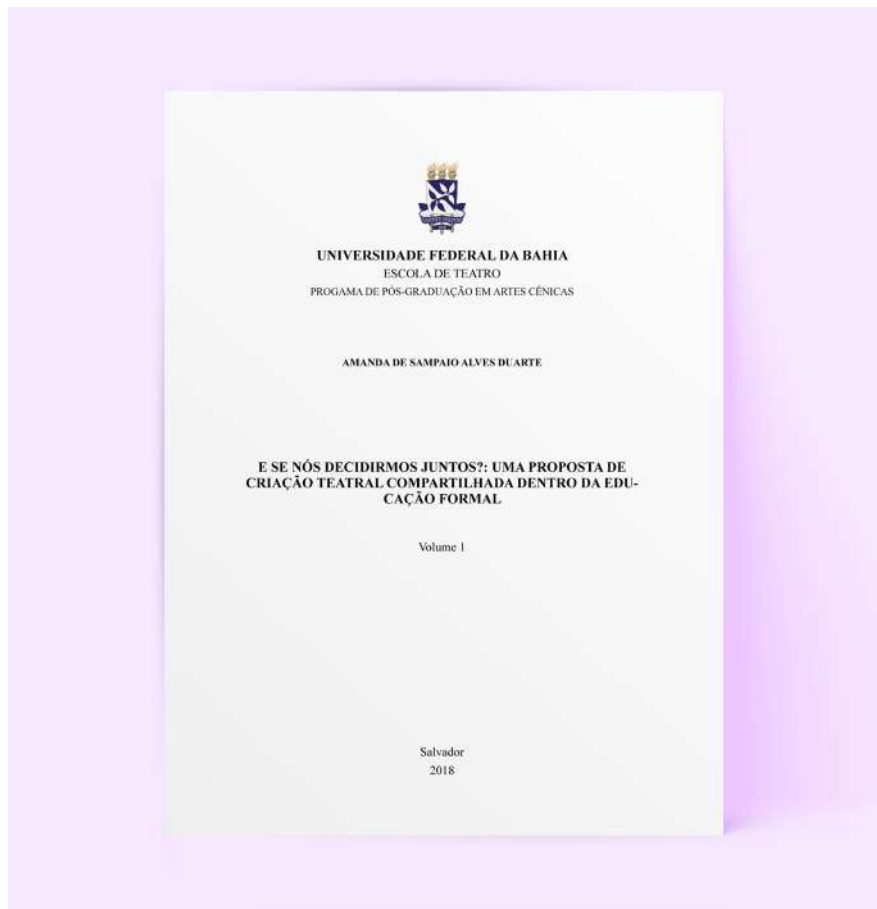 UNIVERSIDADE FEDERAL DA BAHIA
ESCOLA DE TEATRO
PROGAMA DE PÓS-GRADUAÇÃO EM ARTES CÊNICAS
AMANDA DE SAMPAIO ALVES DUARTE
E SE NÓS DECIDIRMOS JUNTOS?: UMA PROPOSTA DE
CRIAÇÃO TEATRAL COMPARTILHADA DENTRO DA EDU-
CAÇÃO FORMAL
Volume 1
Salvador
2018